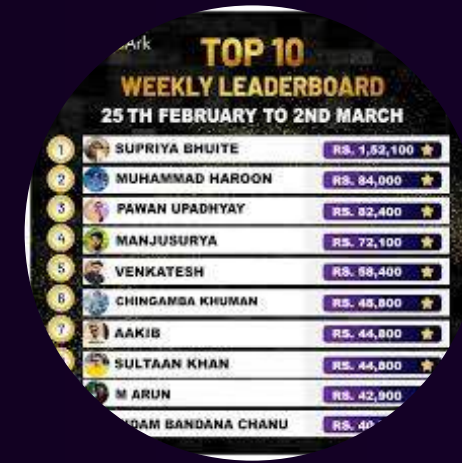 Ark
TOP 10
WEEKLY LEADERBOARD
25 TH FEBRUARY TO 2ND MARCH
1 SUPRIYA BHUITE RS. 1,52,100
2 MUHAMMAD HAROON RS. 84,000
3 PAWAN UPADHYAY RS. 82,400
4 MANJUSURYA RS. 72,100
5 VENKATESH RS. 58,400
6 CHINGAMBA KHUMAN RS. 48,800
7 AAKIB RS. 44,800
SULTAAN KHAN RS. 44,800
M ARUN RS. 42,900
BANDANA CHANU RS.